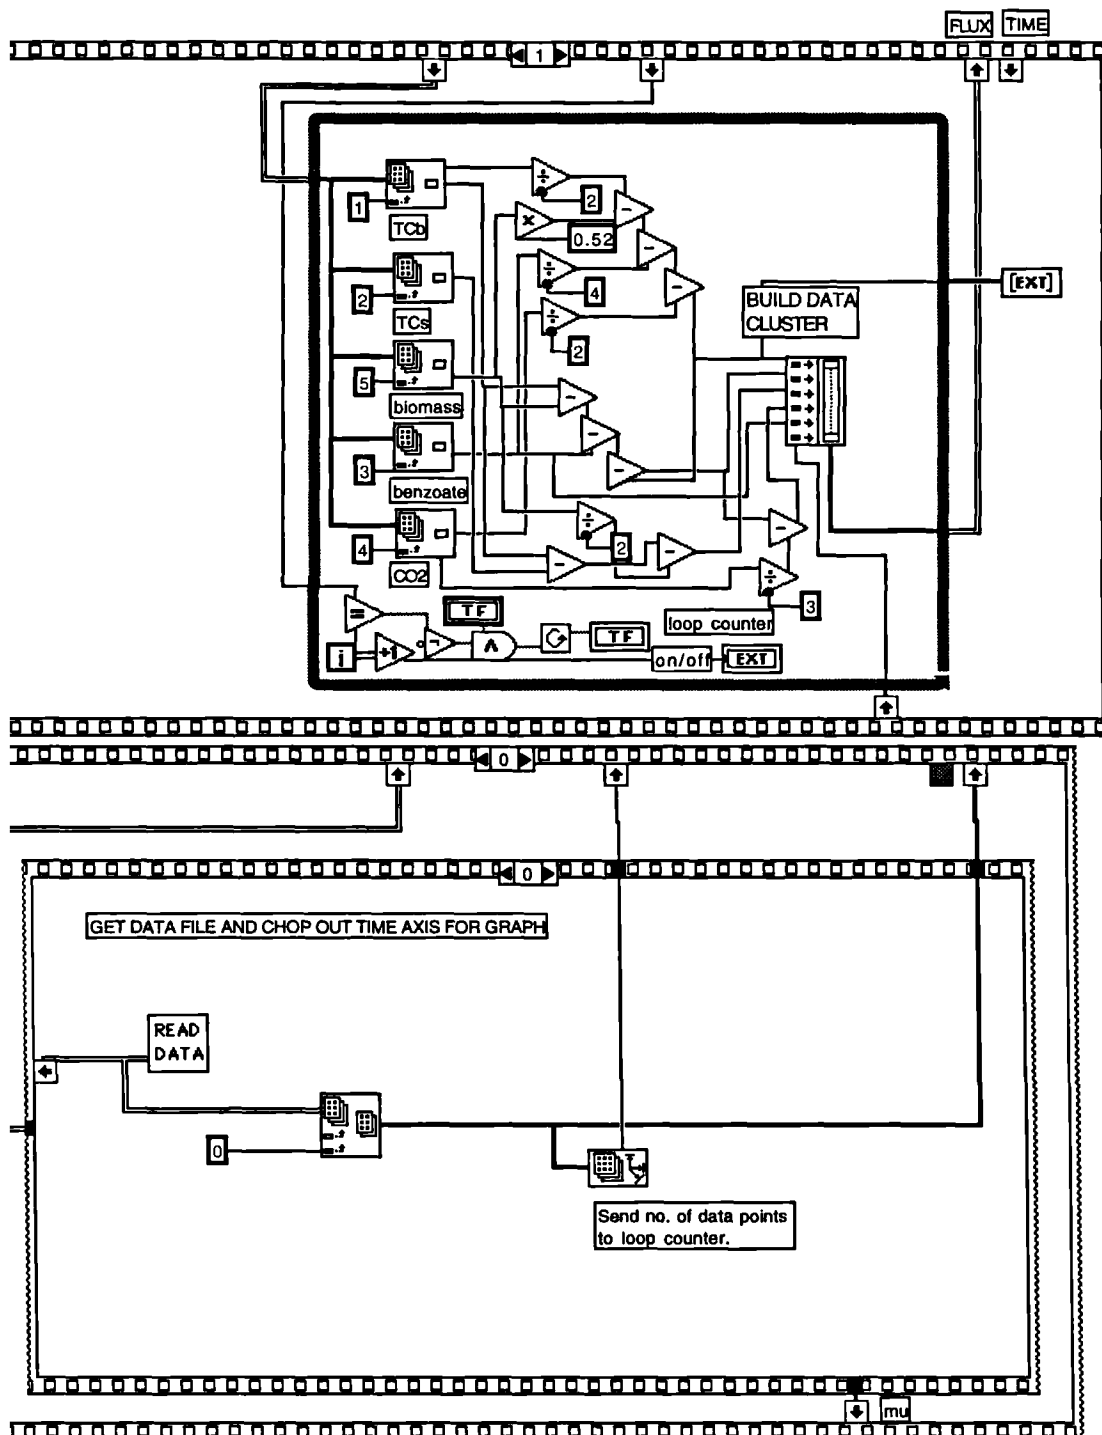 FLUX TIME
1
1
TCb
÷
2
×
0.52
-
-
÷
4
-
2
TCs
÷
2
BUILD DATA
CLUSTER
[EXT]
5
biomass
-
-
3
benzoate
-
÷
2
-
-
-
4
CO2
÷
3
loop counter
=
TF
i
+1
¬
∧
TF
on/off
EXT
0
0
GET DATA FILE AND CHOP OUT TIME AXIS FOR GRAPH
READ
DATA
0
Send no. of data points
to loop counter.
mu